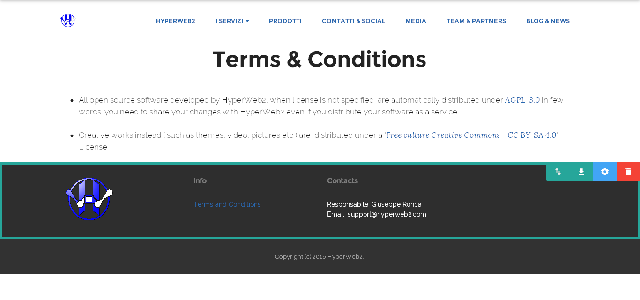 HYPERWEB2 I SERVIZI PRODOTTI CONTATTI & SOCIAL MEDIA TEAM & PARTNERS BLOG & NEWS
Terms & Conditions
All open source software developed by HyperWeb2, when license is not specified, are automatically distributed under AGPL-3.0 in few
words, you need to share your changes with HyperWeb2 even if you distribute your software as a service.
Creative works instead ( such as themes, video, pictures etc ) are distributed under a "Free culture Creative Commons - CC BY-SA 4.0"
License
Info
Contacts
Terms and Conditions
Responsabile: Giuseppe Ronca
Email: support@hyperweb2.com
Copyright (c) 2016 HyperWeb2.